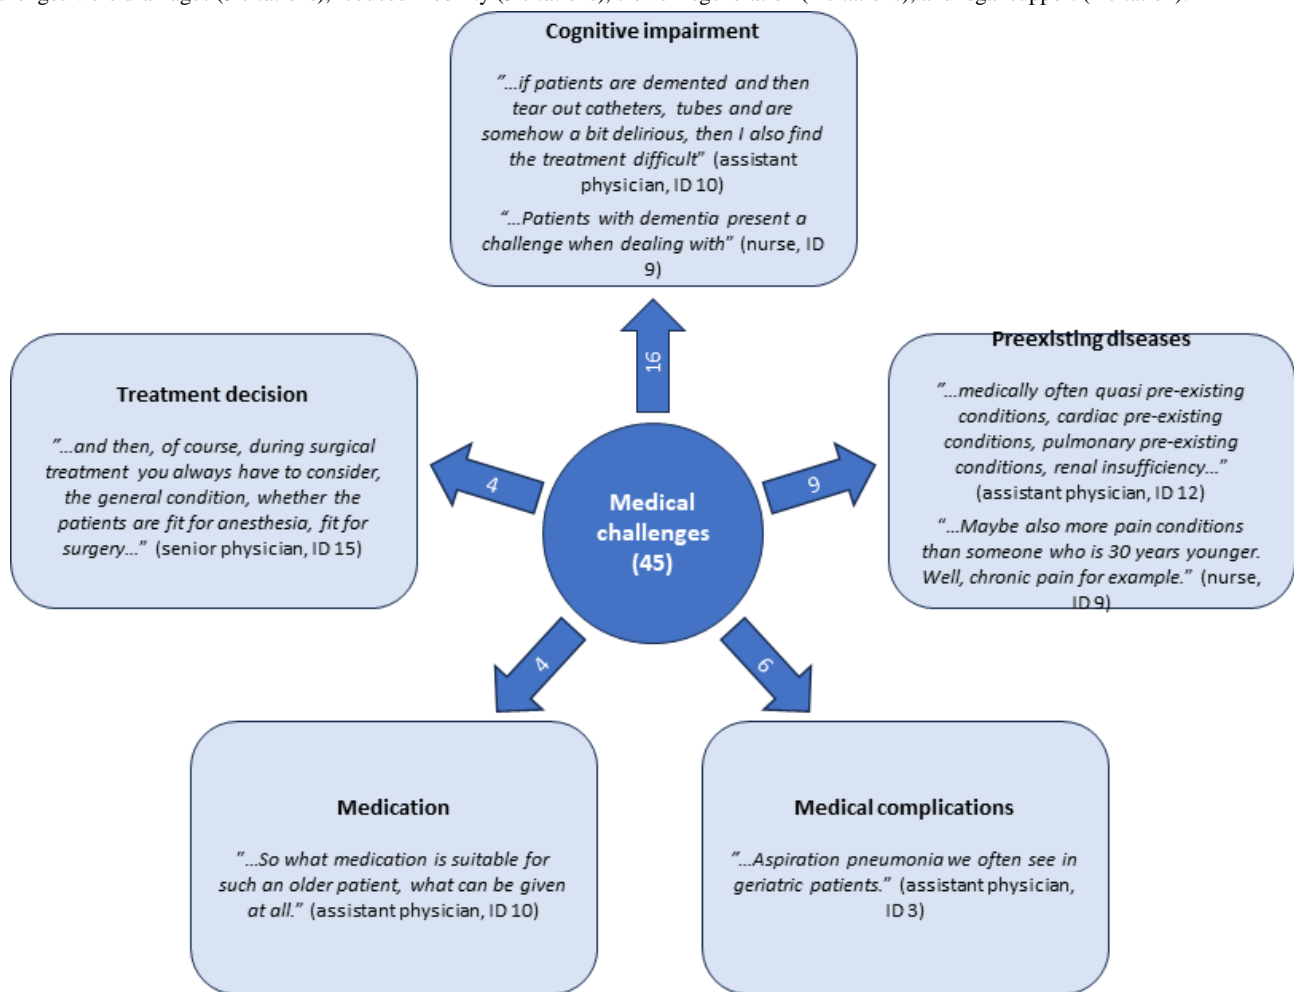 Cognitive impairment
"…if patients are demented and then
tear out catheters, tubes and are
somehow a bit delirious, then I also find
the treatment difficult" (assistant
physician, ID 10)
"…Patients with dementia present a
challenge when dealing with" (nurse, ID
9)
16
Treatment decision
"…and then, of course, during surgical
treatment you always have to consider,
the general condition, whether the
patients are fit for anesthesia, fit for
surgery…" (senior physician, ID 15)
4
Medical
challenges
(45)
9
Preexisting diseases
"…medically often quasi pre-existing
conditions, cardiac pre-existing
conditions, pulmonary pre-existing
conditions, renal insufficiency…"
(assistant physician, ID 12)
"…Maybe also more pain conditions
than someone who is 30 years younger.
Well, chronic pain for example." (nurse,
ID 9)
4
6
Medication
"…So what medication is suitable for
such an older patient, what can be given
at all." (assistant physician, ID 10)
Medical complications
"…Aspiration pneumonia we often see in
geriatric patients." (assistant physician,
ID 3)